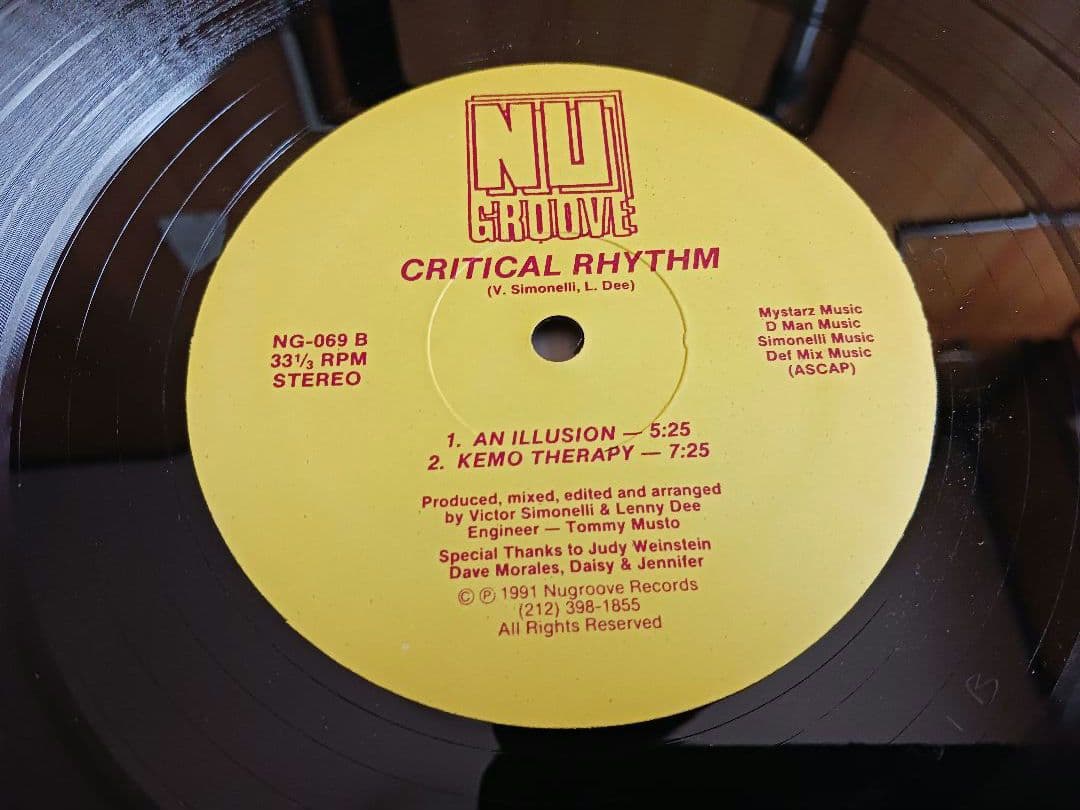 NU
GROOVE
CRITICAL RHYTHM
(V. Simonelli, L. Dee)
NG-069 B
33⅓ RPM
STEREO
Mystarz Music
D Man Music
Simonelli Music
Def Mix Music
(ASCAP)
1. AN ILLUSION — 5:25
2. KEMO THERAPY — 7:25
Produced, mixed, edited and arranged
by Victor Simonelli & Lenny Dee
Engineer — Tommy Musto
Special Thanks to Judy Weinstein
Dave Morales, Daisy & Jennifer
© ℗ 1991 Nugroove Records
(212) 398-1855
All Rights Reserved